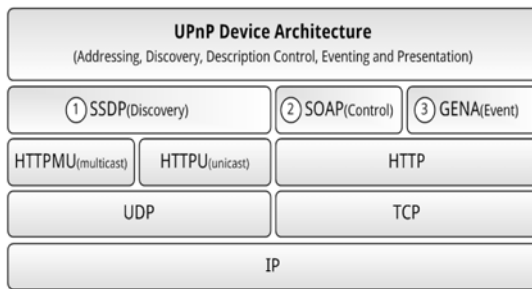 UPnP Device Architecture
(Addressing, Discovery, Description Control, Eventing and Presentation)
1 SSDP(Discovery)
2 SOAP(Control)
3 GENA(Event)
HTTPMU(multicast)
HTTPU(unicast)
HTTP
UDP
TCP
IP